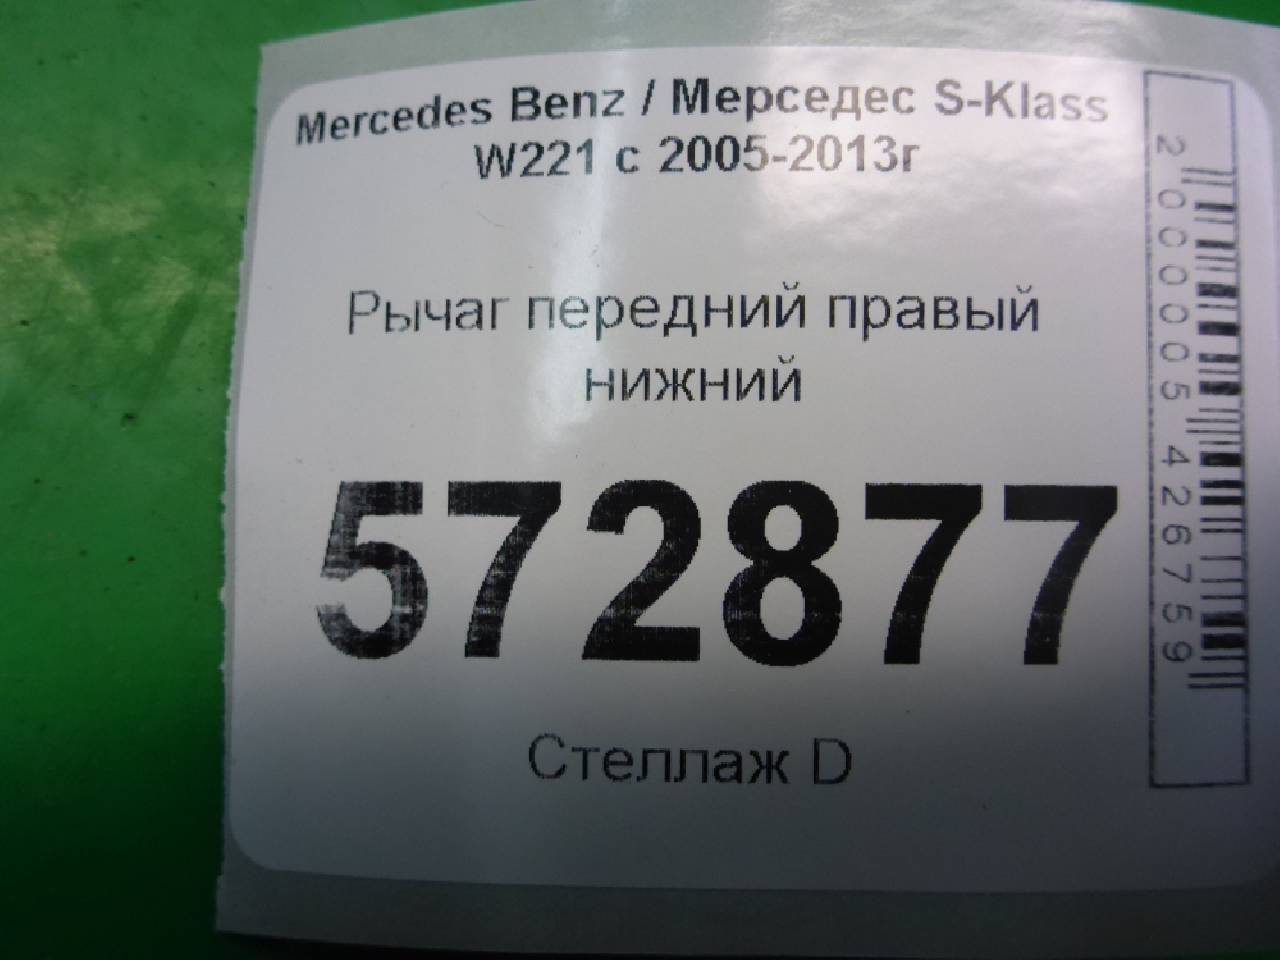 Mercedes Benz / Мерседес S-Klass
W221 с 2005-2013г
Рычаг передний правый
нижний
572877
Стеллаж D
2000005426759